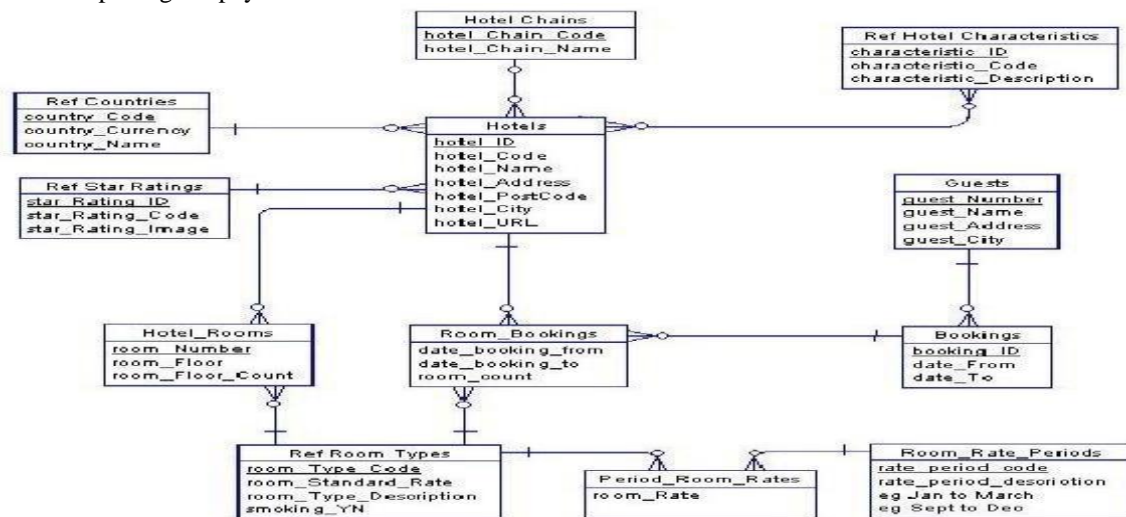 Hotel Chains
hotel_Chain_Code
hotel_Chain_Name
Ref Hotel Characteristics
characteristic_ID
characteristic_Code
characteristic_Description
Ref Countries
country_Code
country_Currency
country_Name
Hotels
hotel_ID
hotel_Code
hotel_Name
hotel_Address
hotel_PostCode
hotel_City
hotel_URL
Ref Star Ratings
star_Rating_ID
star_Rating_Code
star_Rating_Image
Guests
guest_Number
guest_Name
guest_Address
guest_City
Hotel_Rooms
room_Number
room_Floor
room_Floor_Count
Room_Bookings
date_booking_from
date_booking_to
room_count
Bookings
booking_ID
date_From
date_To
Ref Room Types
room_Type_Code
room_Standard_Rate
room_Type_Description
smoking_YN
Period_Room_Rates
room_Rate
Room_Rate_Periods
rate_period_code
rate_period_description
eg Jan to March
eg Sept to Dec